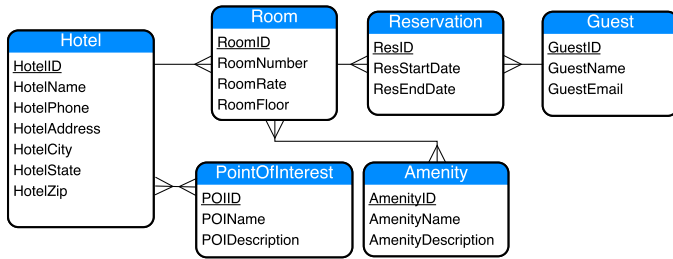 Hotel
HotelID
HotelName
HotelPhone
HotelAddress
HotelCity
HotelState
HotelZip
Room
RoomID
RoomNumber
RoomRate
RoomFloor
Reservation
ResID
ResStartDate
ResEndDate
Guest
GuestID
GuestName
GuestEmail
PointOfInterest
POIID
POIName
POIDescription
Amenity
AmenityID
AmenityName
AmenityDescription